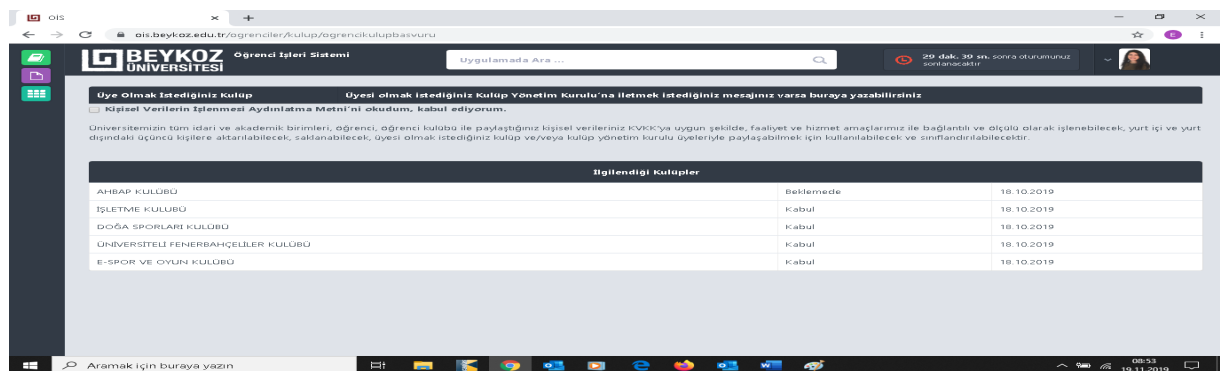 ois
ois.beykoz.edu.tr/ogrenciler/kulup/ogrencikulupbasvuru
E
BEYKOZ
ÜNİVERSİTESİ
Öğrenci İşleri Sistemi
Uygulamada Ara ...
29 dak. 39 sn. sonra oturumunuz
sonlanacaktır
Üye Olmak İstediğiniz Kulüp
Üyesi olmak istediğiniz Kulüp Yönetim Kurulu'na iletmek istediğiniz mesajınız varsa buraya yazabilirsiniz
Kişisel Verilerin İşlenmesi Aydınlatma Metni'ni okudum, kabul ediyorum.
Üniversitemizin tüm idari ve akademik birimleri, öğrenci, öğrenci kulübü ile paylaştığınız kişisel verileriniz KVKK'ya uygun şekilde, faaliyet ve hizmet amaçlarımız ile bağlantılı ve ölçülü olarak işlenebilecek, yurt içi ve yurt
dışındaki üçüncü kişilere aktarılabilecek, saklanabilecek, üyesi olmak istediğiniz kulüp ve/veya kulüp yönetim kurulu üyeleriyle paylaşabilmek için kullanılabilecek ve sınıflandırılabilecektir.
İlgilendiği Kulüpler
AHBAP KULÜBÜ Beklemede 18.10.2019
İŞLETME KULUBÜ Kabul 18.10.2019
DOĞA SPORLARI KULÜBÜ Kabul 18.10.2019
ÜNİVERSİTELİ FENERBAHÇELİLER KULÜBÜ Kabul 18.10.2019
E-SPOR VE OYUN KULÜBÜ Kabul 18.10.2019
Aramak için buraya yazın
08:53
19.11.2019